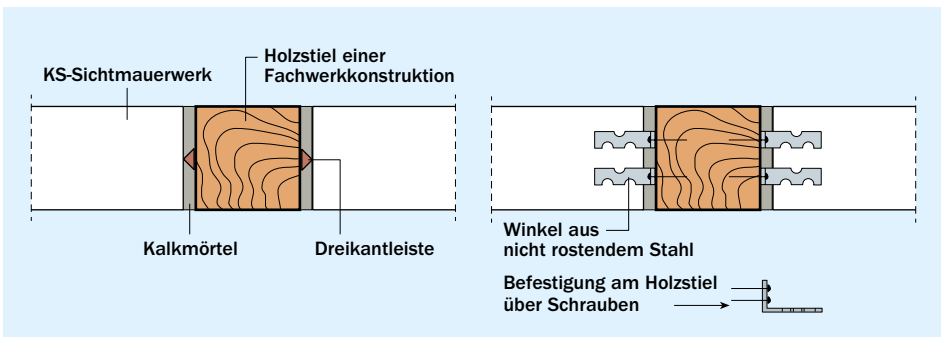 KS-Sichtmauerwerk
Holzstiel einer
Fachwerkkonstruktion
Kalkmörtel
Dreikantleiste
Winkel aus
nicht rostendem Stahl
Befestigung am Holzstiel
über Schrauben